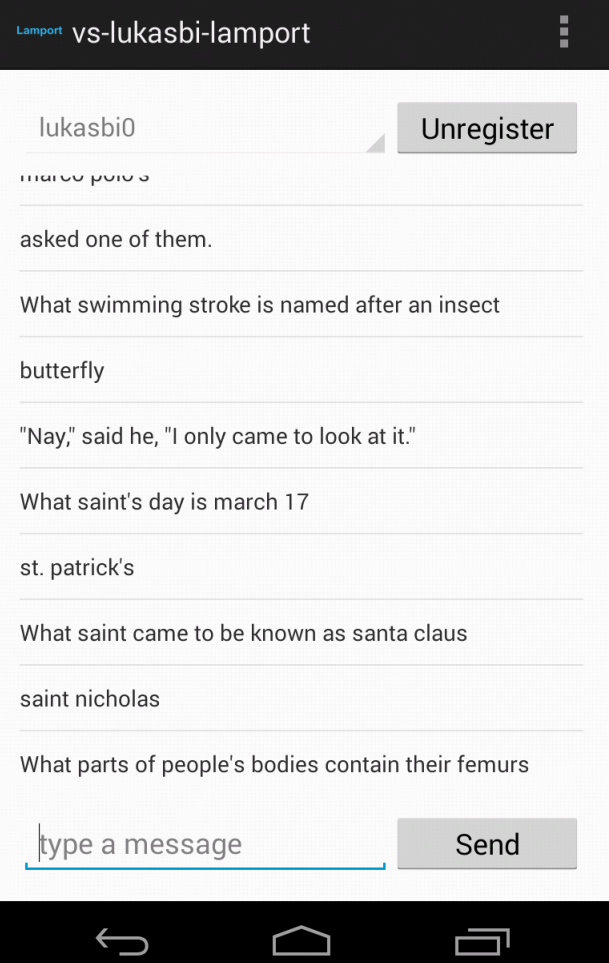 Lamport vs-lukasbi-lamport
lukasbi0 Unregister
marco polo's
asked one of them.
What swimming stroke is named after an insect
butterfly
"Nay," said he, "I only came to look at it."
What saint's day is march 17
st. patrick's
What saint came to be known as santa claus
saint nicholas
What parts of people's bodies contain their femurs
type a message Send